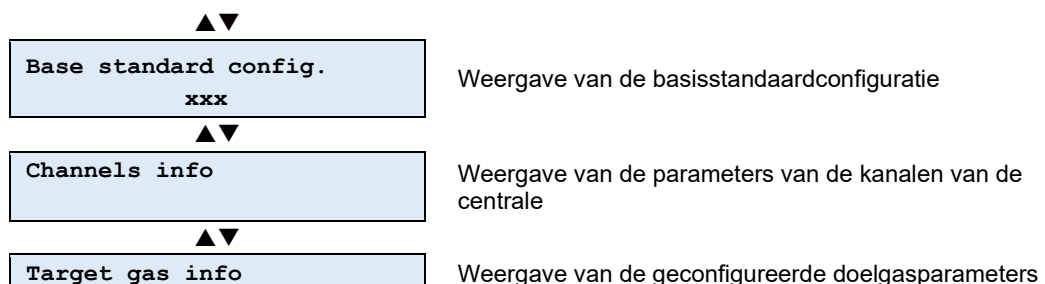 ▲▼
Base standard config.
xxx
Weergave van de basisstandaardconfiguratie
▲▼
Channels info
Weergave van de parameters van de kanalen van de
centrale
▲▼
Target gas info
Weergave van de geconfigureerde doelgasparameters